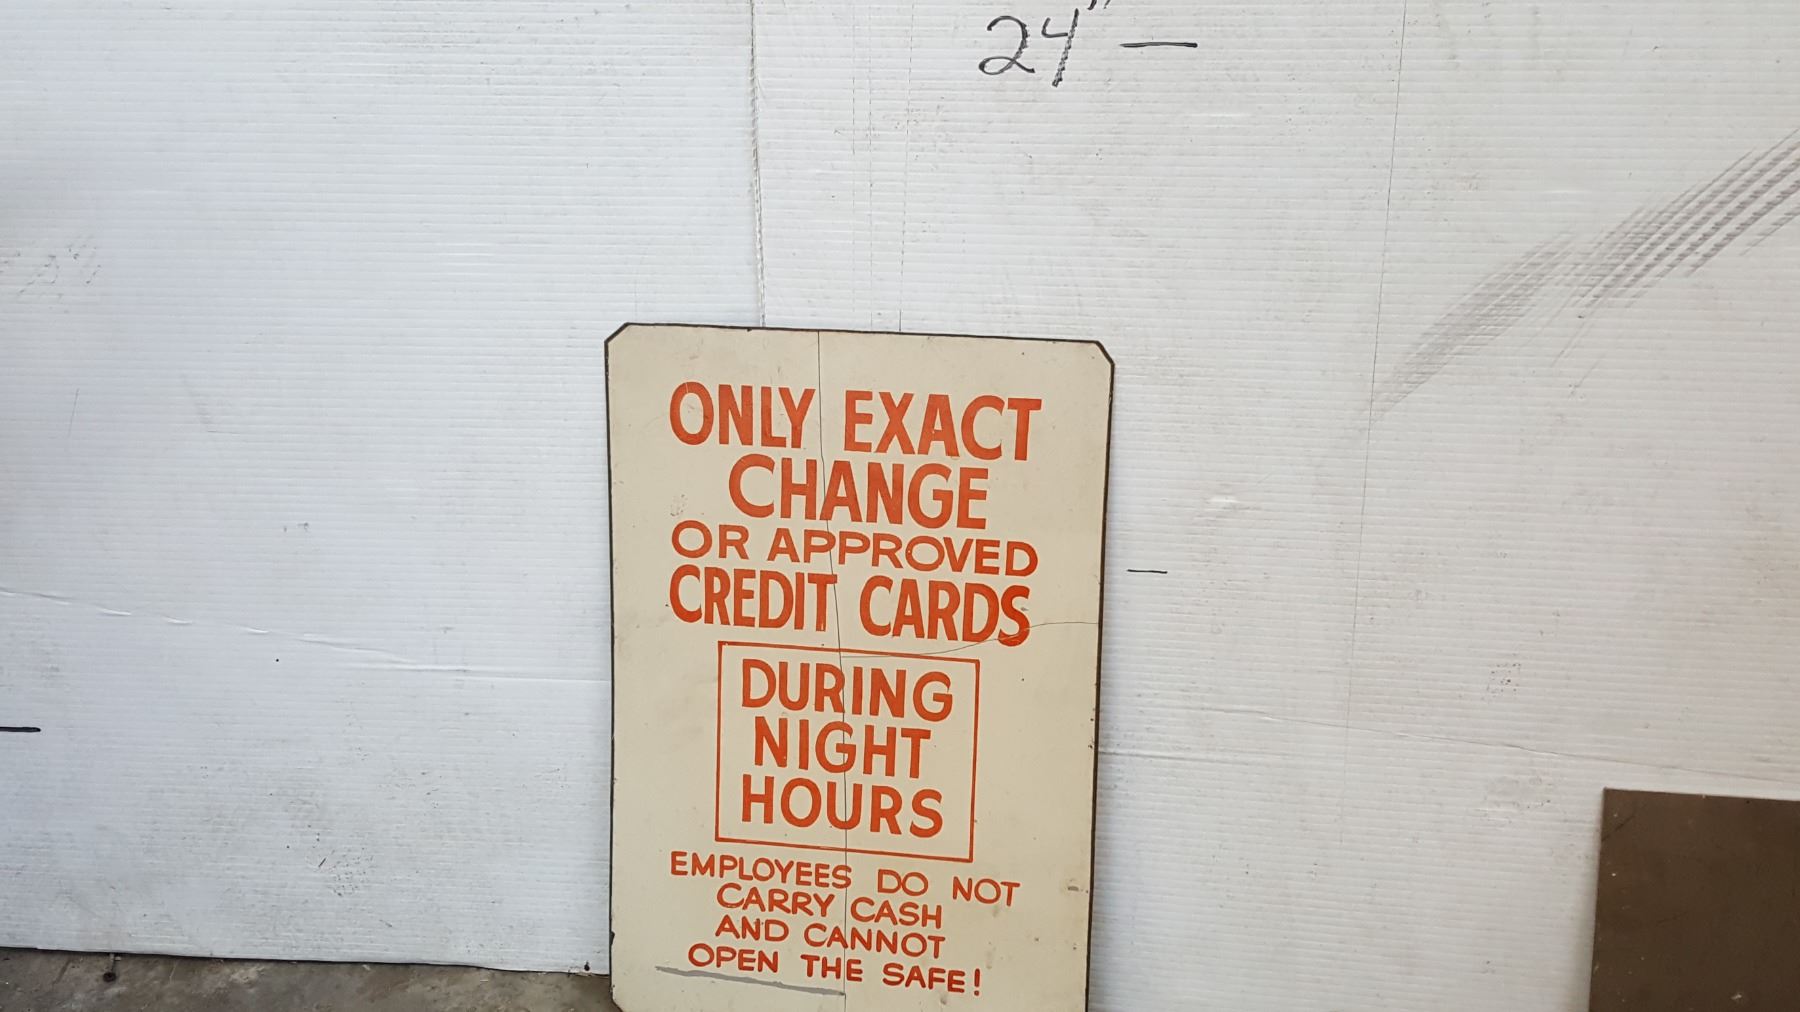 24" —
ONLY EXACT
CHANGE
OR APPROVED
CREDIT CARDS
DURING
NIGHT
HOURS
EMPLOYEES DO NOT
CARRY CASH
AND CANNOT
OPEN THE SAFE!